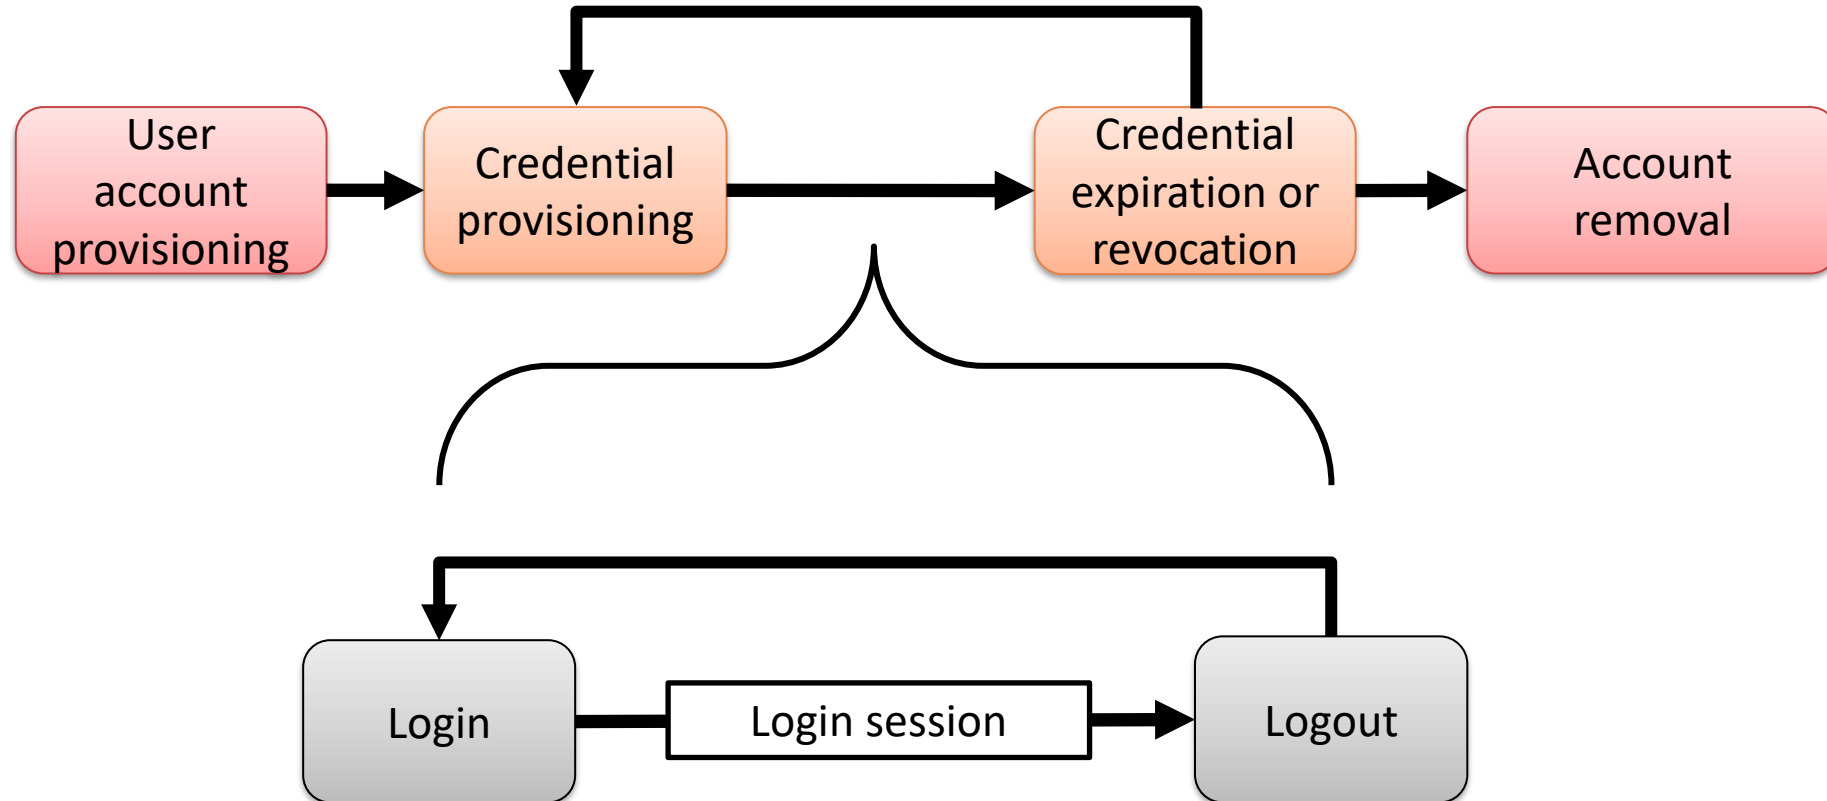 User
account
provisioning
Credential
provisioning
Credential
expiration or
revocation
Account
removal
Login
Login session
Logout